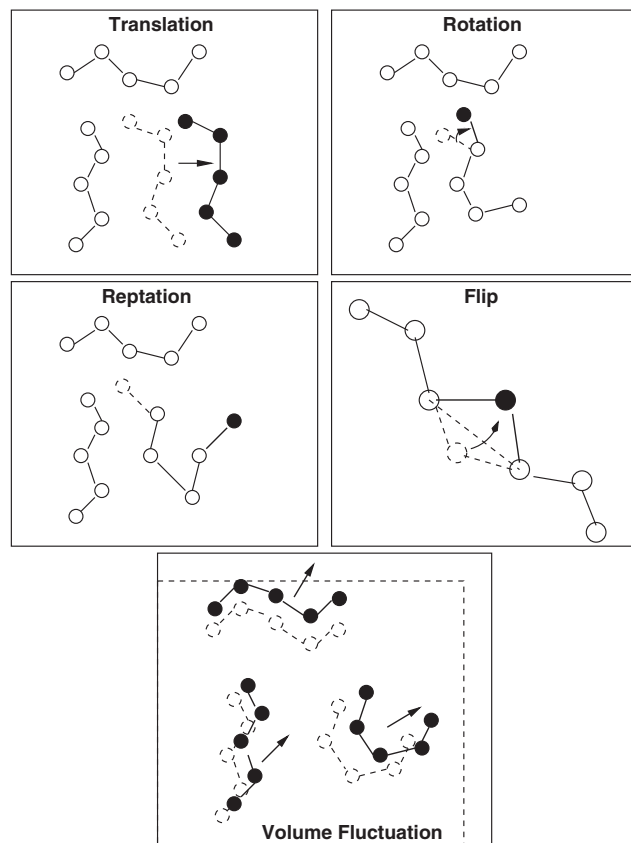 Translation
Rotation
Reptation
Flip
Volume Fluctuation